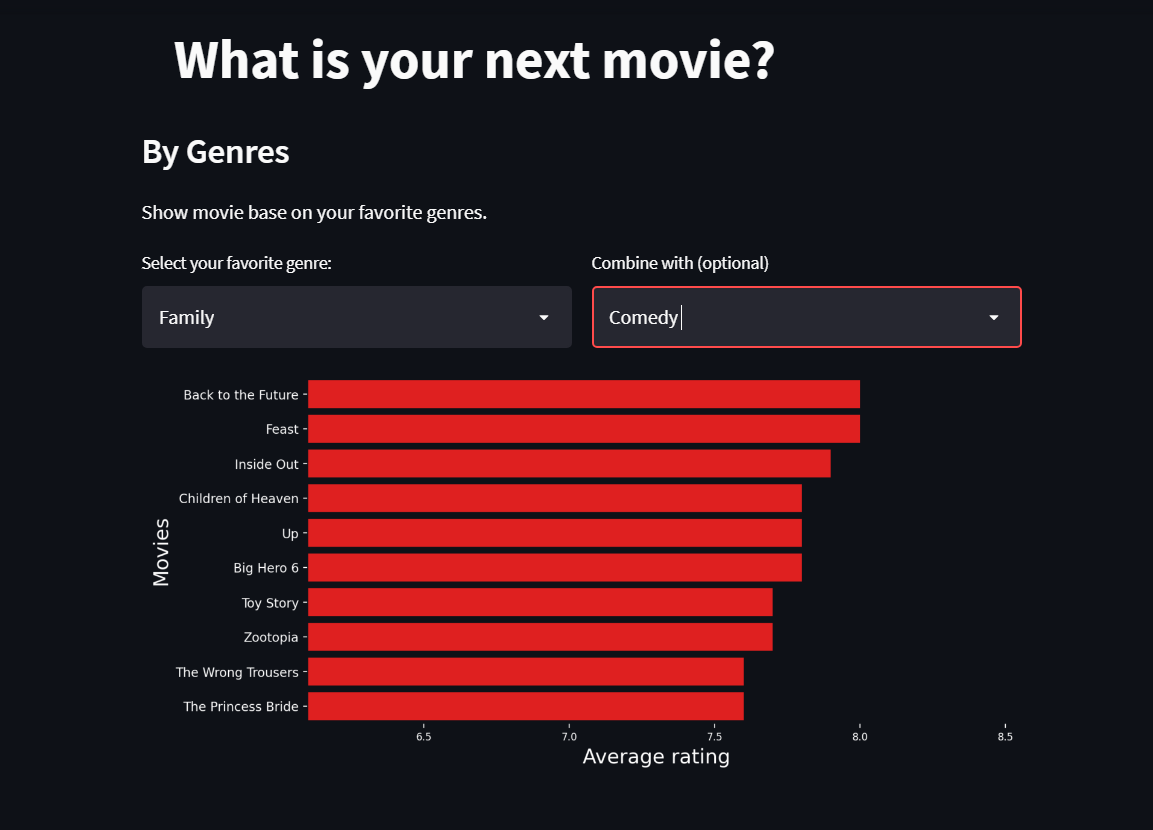 What is your next movie?
By Genres
Show movie base on your favorite genres.
Select your favorite genre:
Combine with (optional)
Family
Comedy
Back to the Future
Feast
Inside Out
Children of Heaven
Up
Big Hero 6
Toy Story
Zootopia
The Wrong Trousers
The Princess Bride
Movies
6.5 7.0 7.5 8.0 8.5
Average rating